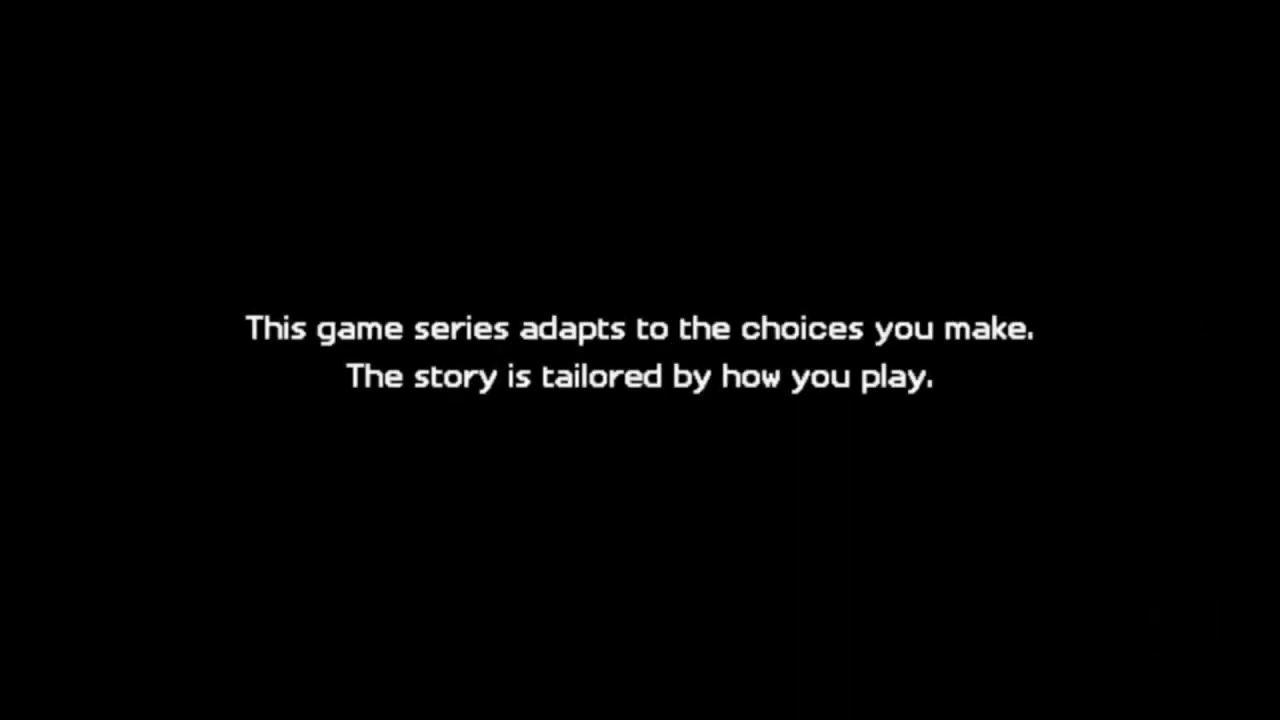 This game series adapts to the choices you make.
The story is tailored by how you play.